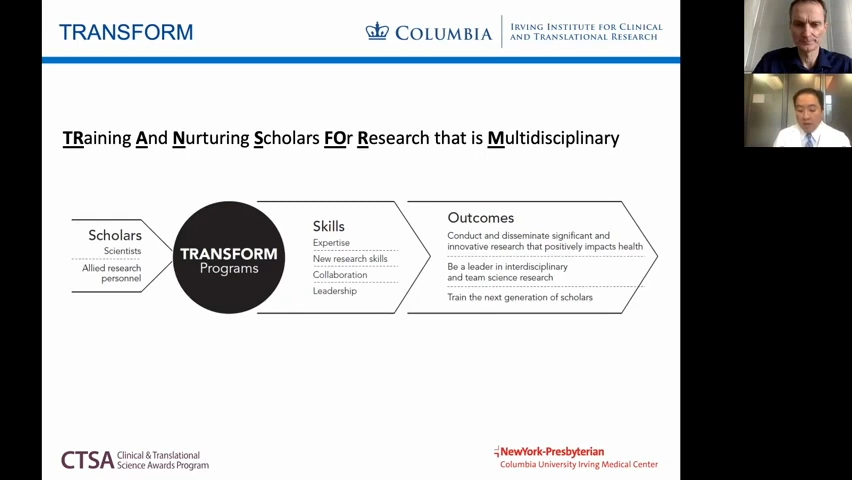 TRANSFORM
COLUMBIA
IRVING INSTITUTE FOR CLINICAL
AND TRANSLATIONAL RESEARCH
TRaining And Nurturing Scholars FOr Research that is Multidisciplinary
Scholars
Scientists
Allied research
personnel
TRANSFORM
Programs
Skills
Expertise
New research skills
Collaboration
Leadership
Outcomes
Conduct and disseminate significant and
innovative research that positively impacts health
Be a leader in interdisciplinary
and team science research
Train the next generation of scholars
CTSA
Clinical & Translational
Science Awards Program
NewYork-Presbyterian
Columbia University Irving Medical Center